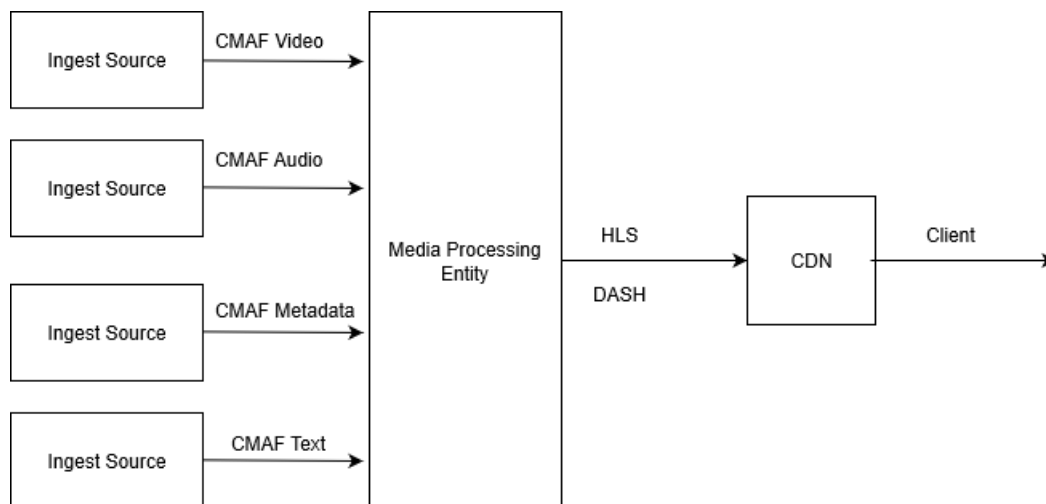 Ingest Source
CMAF Video
Ingest Source
CMAF Audio
Ingest Source
CMAF Metadata
Ingest Source
CMAF Text
Media Processing
Entity
HLS
DASH
CDN
Client